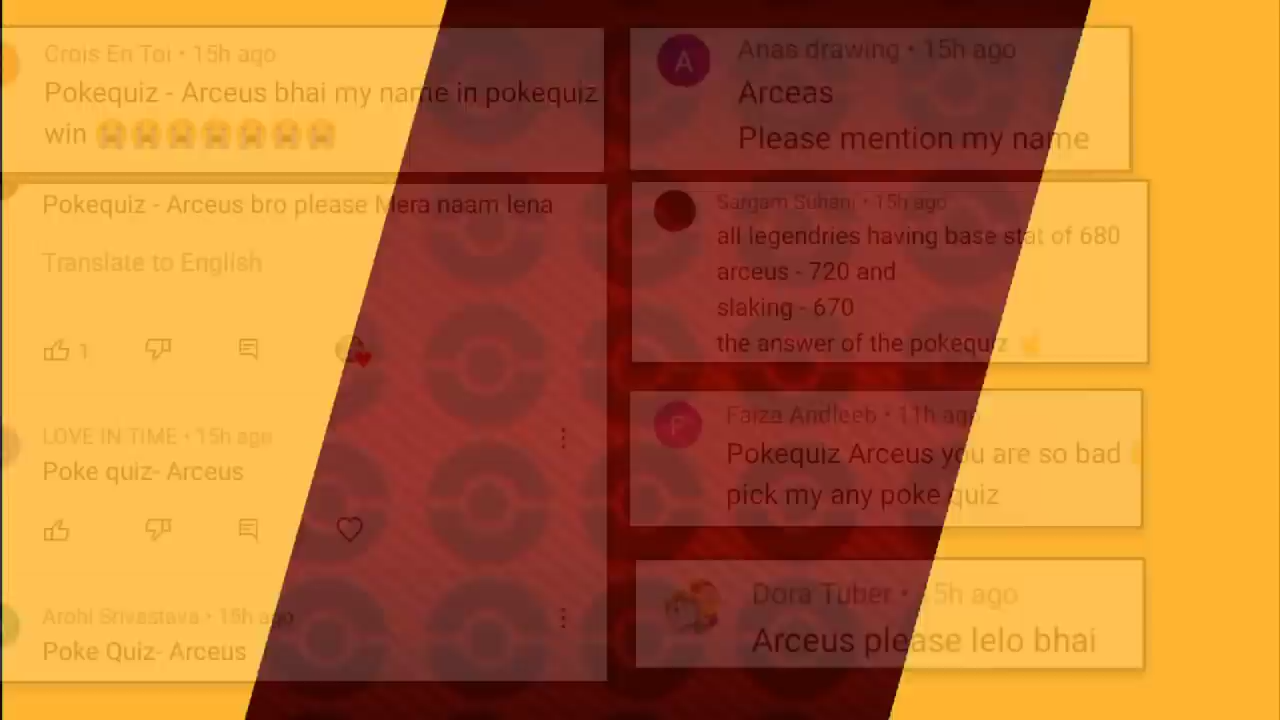 Crois En Toi • 15h ago
Pokequiz - Arceus bhai my name in pokequiz
win 😭😭😭😭😭😭😭
Pokequiz - Arceus bro please Mera naam lena
Translate to English
1
LOVE IN TIME • 15h ago
Poke quiz- Arceus
Arohi Srivastava • 15h ago
Poke Quiz- Arceus
A
Anas drawing • 15h ago
Arceas
Please mention my name
Sargam Suhani • 15h ago
all legendries having base stat of 680
arceus - 720 and
slaking - 670
the answer of the pokequiz
F
Faiza Andleeb • 11h ago
Pokequiz Arceus you are so bad
pick my any poke quiz
Dora Tuber • 15h ago
Arceus please lelo bhai